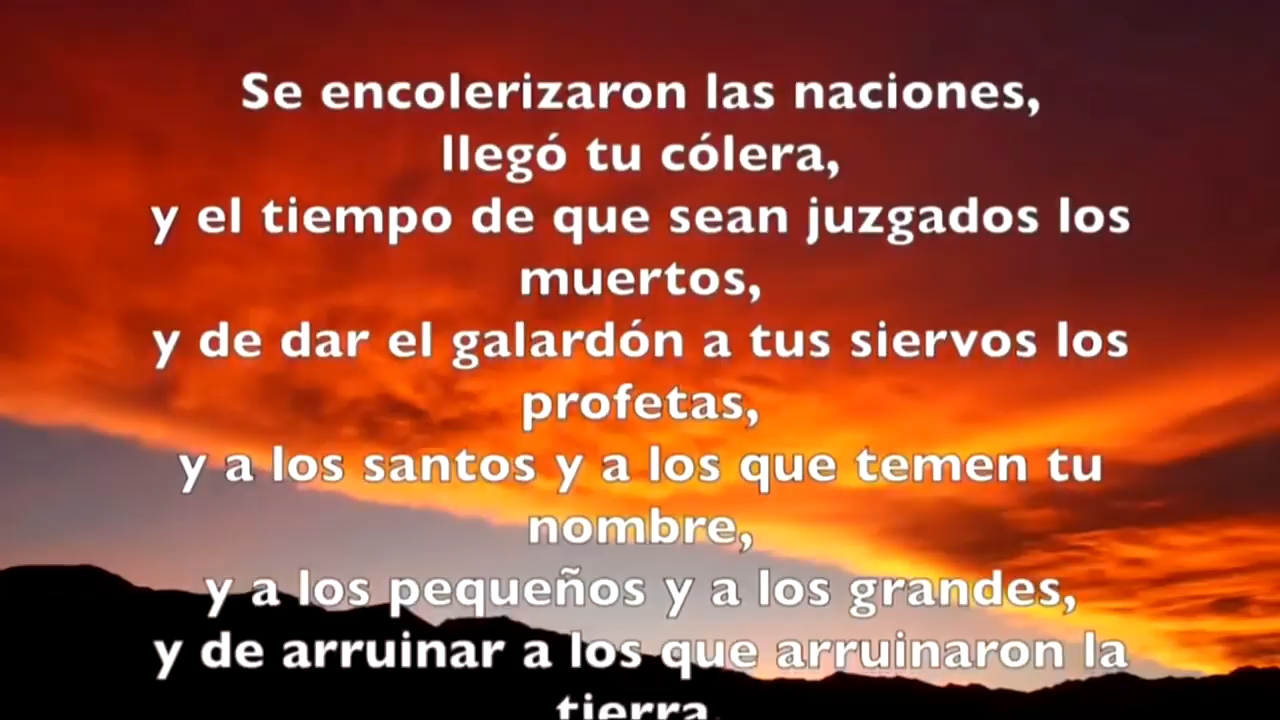 Se encolerizaron las naciones,
llegó tu cólera,
y el tiempo de que sean juzgados los
muertos,
y de dar el galardón a tus siervos los
profetas,
y a los santos y a los que temen tu
nombre,
y a los pequeños y a los grandes,
y de arruinar a los que arruinaron la
tierra.